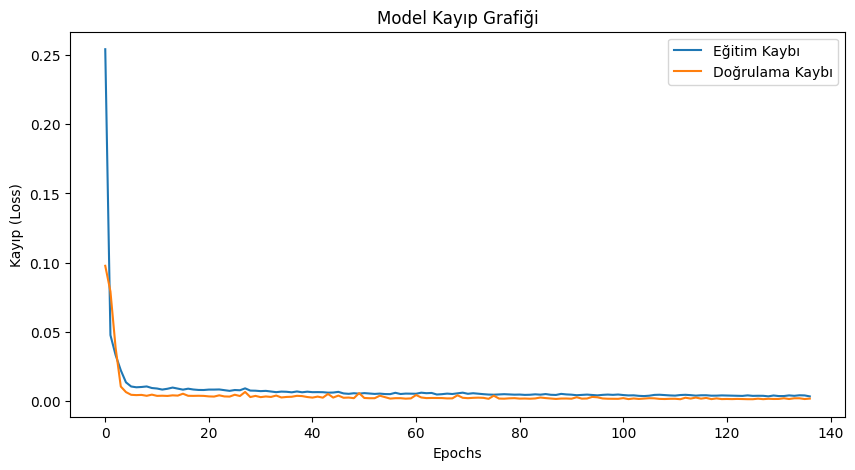 Model Kayıp Grafiği
Eğitim Kaybı
Doğrulama Kaybı
Kayıp (Loss)
0.25
0.20
0.15
0.10
0.05
0.00
0 20 40 60 80 100 120 140
Epochs